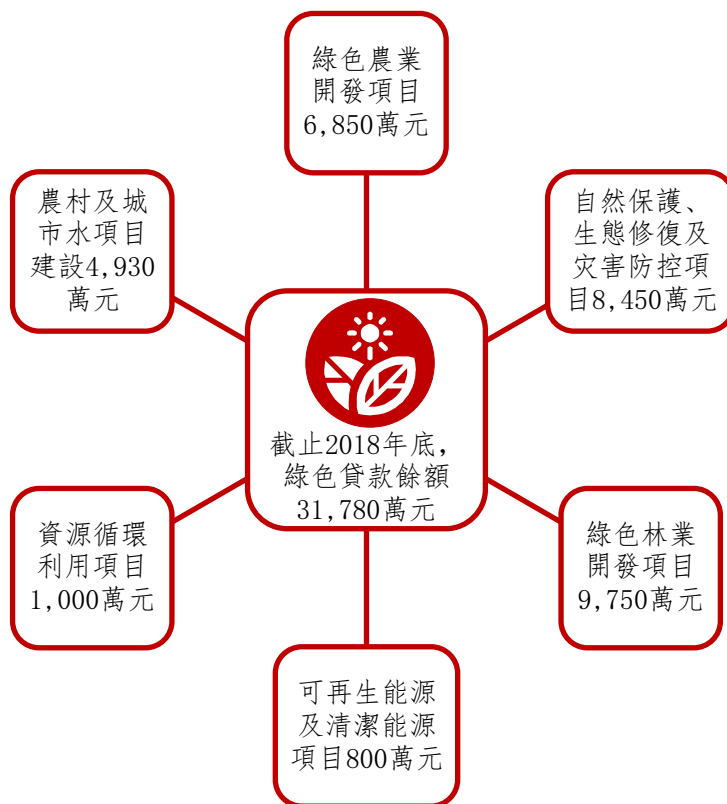 綠色農業
開發項目
6,850萬元
農村及城
市水項目
建設4,930
萬元
自然保護、
生態修復及
灾害防控項
目8,450萬元
截止2018年底，
綠色貸款餘額
31,780萬元
資源循環
利用項目
1,000萬元
綠色林業
開發項目
9,750萬元
可再生能源
及清潔能源
項目800萬元